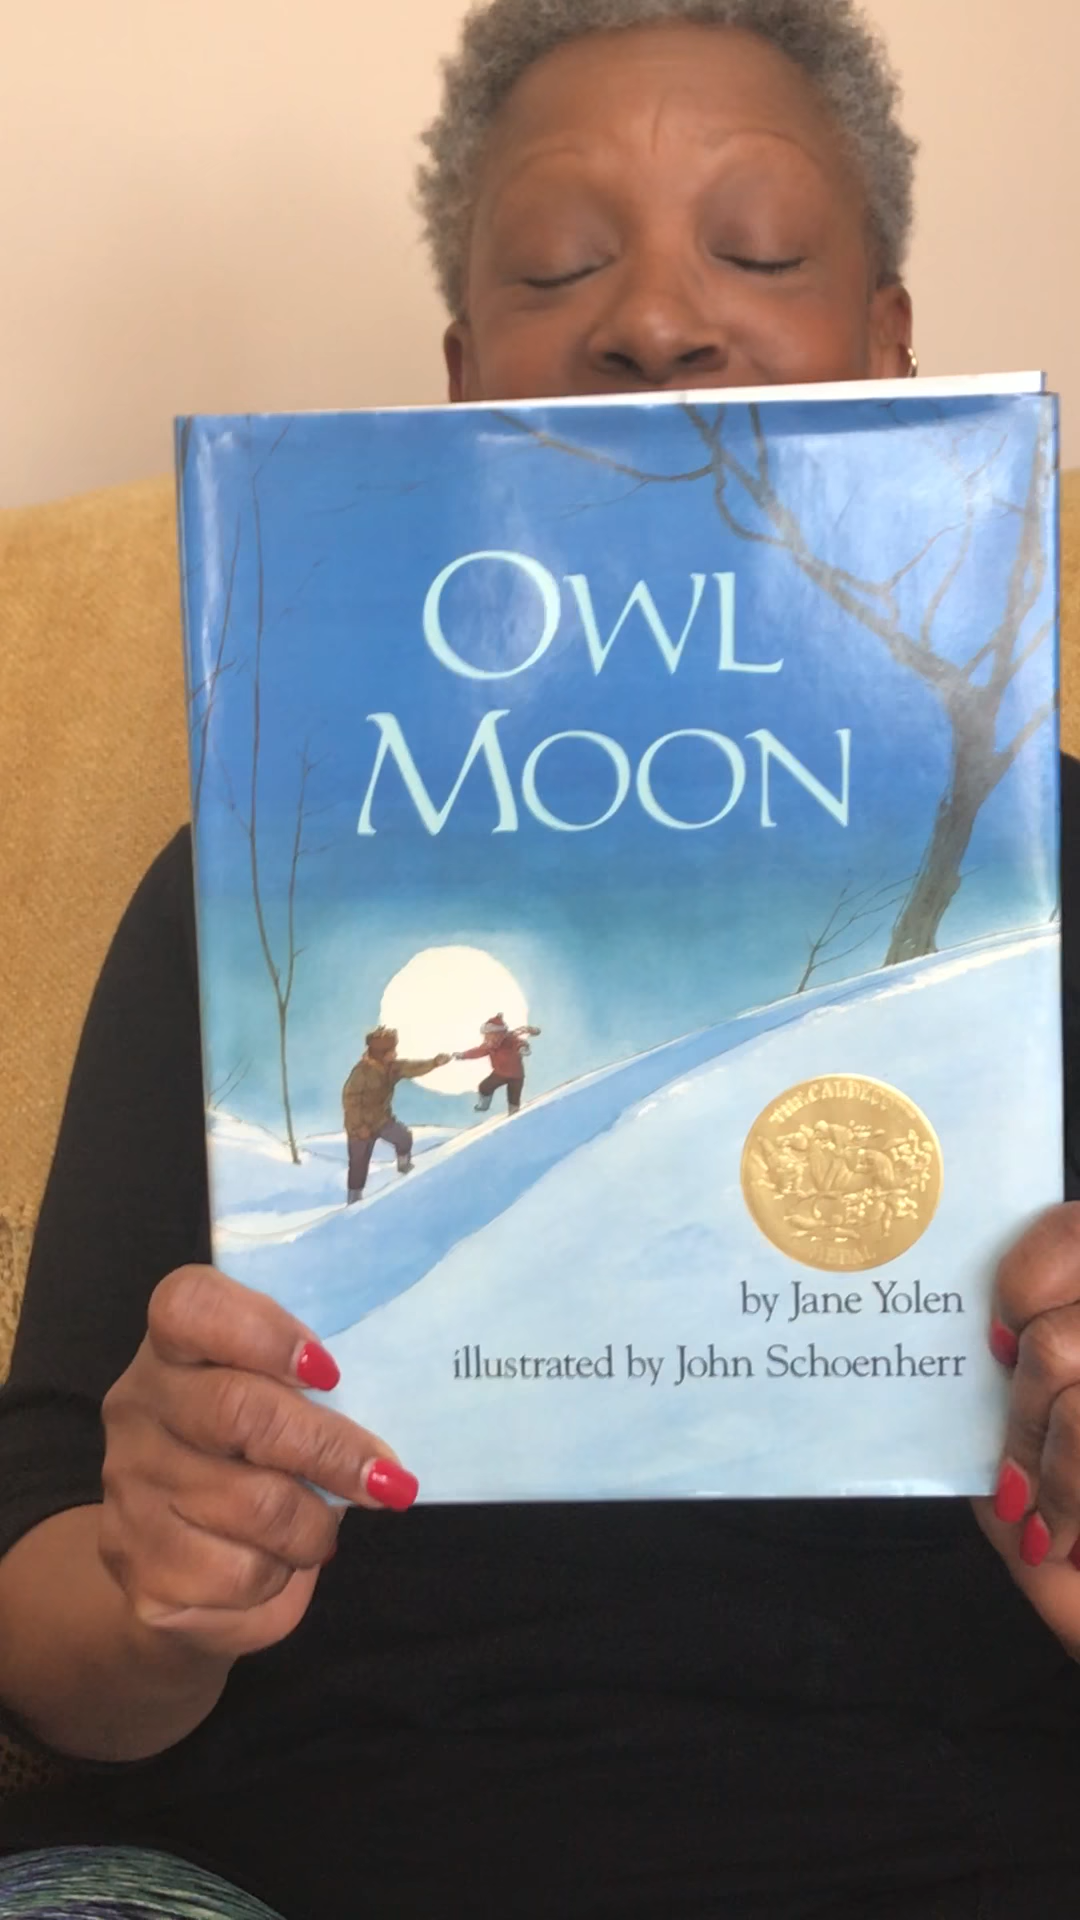 OWL
MOON
THE CALDECOTT
MEDAL
by Jane Yolen
illustrated by John Schoenherr